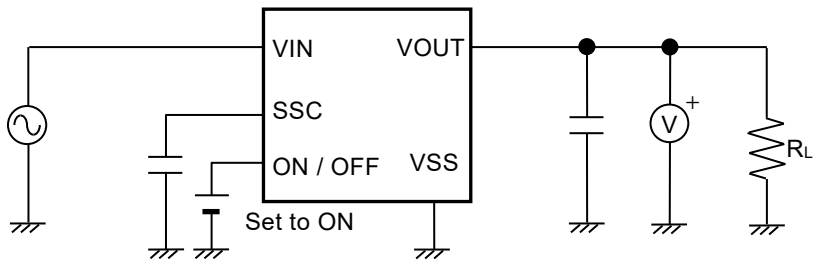 VIN
VOUT
SSC
ON / OFF
VSS
Set to ON
V
+
RL